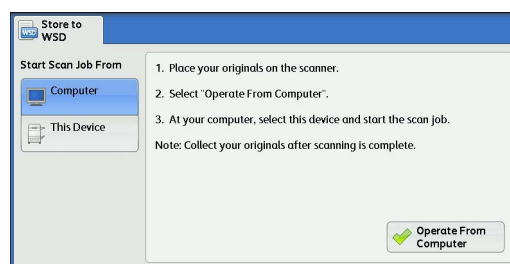 WSD
Store to
WSD
Start Scan Job From
Computer
This Device
1. Place your originals on the scanner.
2. Select "Operate From Computer".
3. At your computer, select this device and start the scan job.
Note: Collect your originals after scanning is complete.
Operate From
Computer